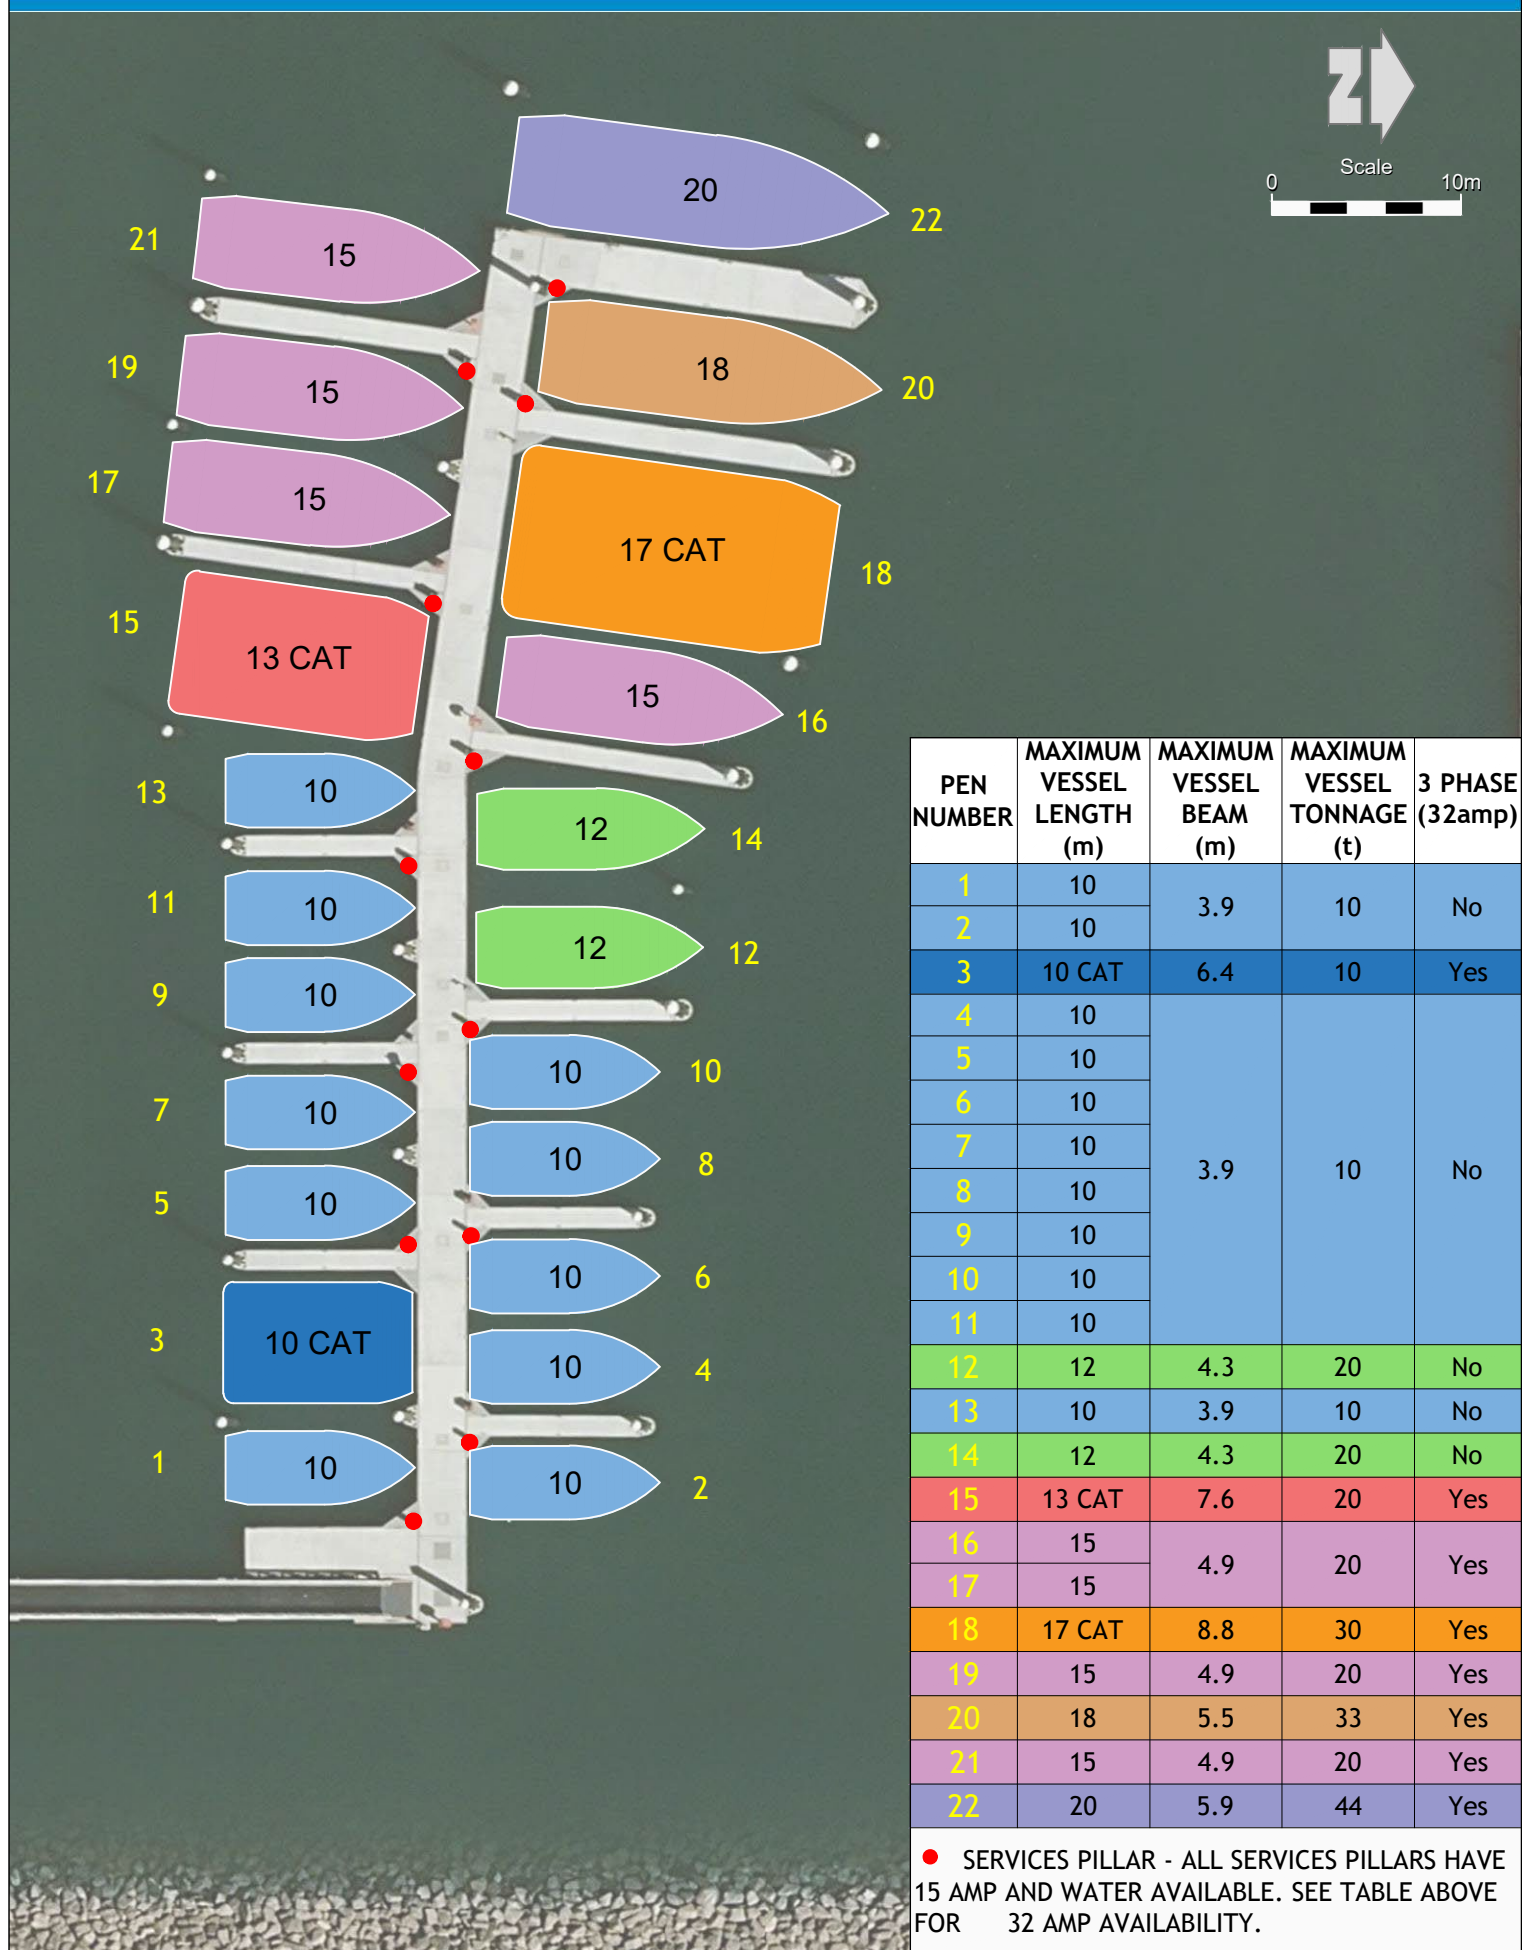 Z
Scale
0 10m
20
22
21
15
18
20
19
15
17
15
17 CAT
18
15
13 CAT
15
16
13
10
12
14
11
10
12
12
9
10
10
10
7
10
10
8
5
10
10
6
3
10 CAT
10
4
1
10
10
2
PEN NUMBER MAXIMUM VESSEL LENGTH (m) MAXIMUM VESSEL BEAM (m) MAXIMUM VESSEL TONNAGE (t) 3 PHASE (32amp)
1 10 3.9 10 No
2 10
3 10 CAT 6.4 10 Yes
4 10
5 10
6 10
7 10 3.9 10 No
8 10
9 10
10 10
11 10
12 12 4.3 20 No
13 10 3.9 10 No
14 12 4.3 20 No
15 13 CAT 7.6 20 Yes
16 15 4.9 20 Yes
17 15
18 17 CAT 8.8 30 Yes
19 15 4.9 20 Yes
20 18 5.5 33 Yes
21 15 4.9 20 Yes
22 20 5.9 44 Yes
SERVICES PILLAR - ALL SERVICES PILLARS HAVE
15 AMP AND WATER AVAILABLE. SEE TABLE ABOVE
FOR 32 AMP AVAILABILITY.